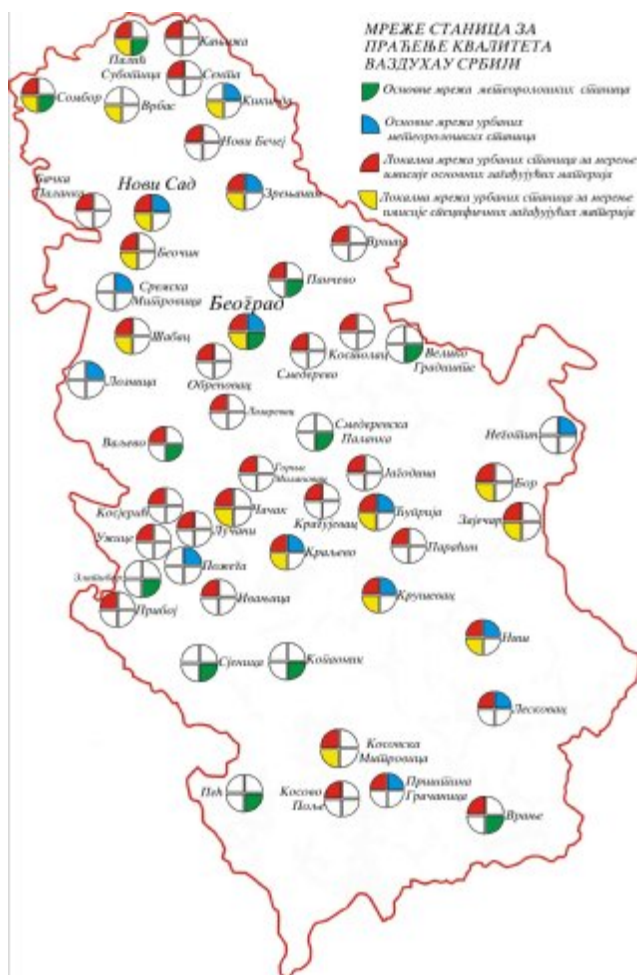 МРЕЖЕ СТАНИЦА ЗА
ПРАЋЕЊЕ КВАЛИТЕТА
ВАЗДУХАУ СРБИЈИ
Основне мрежа метеоролошких станица
Основне мрежа урбаних
метеоролошких станица
Локална мрежа урбаних станица за мерење
имисије основних загађујућих материја
Локална мрежа урбаних станица за мерење
имисије специфичних загађујућих материје
Палић
Суботица
Кањижа
Сента
Сомбор
Врбас
Кикинда
Нови Бечеј
Бачка
Паланка
Нови Сад
Зрењанин
Беочин
Вршац
Сремска
Митровица
Панчево
Београд
Шабац
Обреновац
Смедерево
Костолац
Велико
Градиште
Лозница
Лазаревац
Ваљево
Смедеревска
Паланка
Неготин
Горњи
Милановац
Јагодина
Бор
Косјерић
Чачак
Крагујевац
Ћуприја
Зајечар
Ужице
Лучани
Параћин
Пожега
Краљево
Златибор
Прибој
Ивањица
Крушевац
Ниш
Сјеница
Копаоник
Лесковац
Косовска
Митровица
Пећ
Косово
Поље
Приштина
Грачаница
Врање